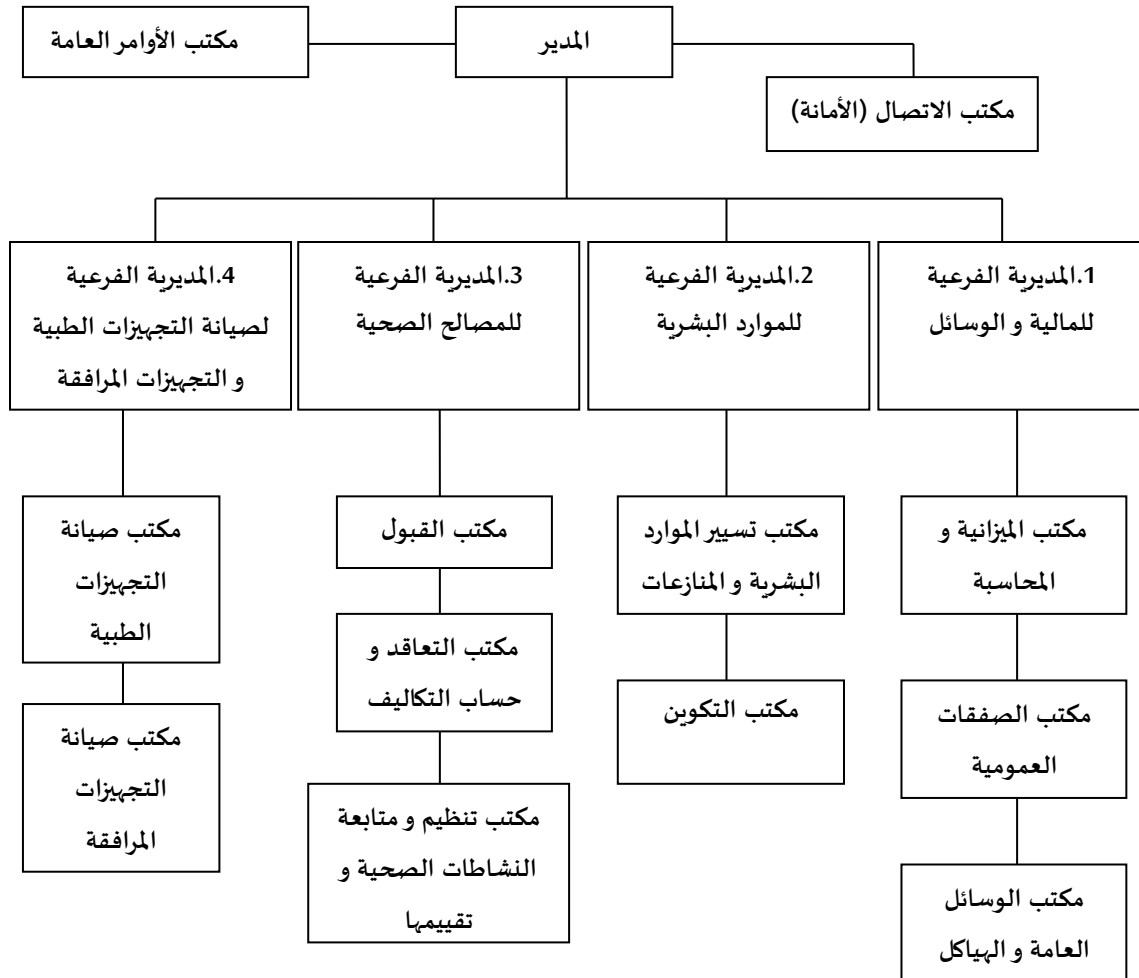 المدير
مكتب الأوامر العامة
مكتب الاتصال (الأمانة)
1.المديرية الفرعية
للمالية و الوسائل
2.المديرية الفرعية
للموارد البشرية
3.المديرية الفرعية
للمصالح الصحية
4.المديرية الفرعية
لصيانة التجهيزات الطبية
و التجهيزات المرافقة
مكتب الميزانية و
المحاسبة
مكتب تسيير الموارد
البشرية و المنازعات
مكتب القبول
مكتب صيانة
التجهيزات
الطبية
مكتب الصفقات
العمومية
مكتب التكوين
مكتب التعاقد و
حساب التكاليف
مكتب صيانة
التجهيزات
المرافقة
مكتب الوسائل
العامة و الهياكل
مكتب تنظيم و متابعة
النشاطات الصحية و
تقييمها